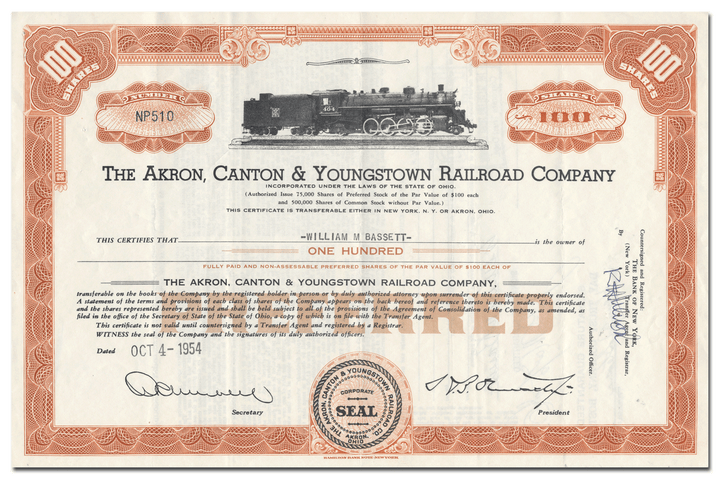 100 SHARES
100 SHARES
NUMBER
NP510
SHARES
100
404
THE AKRON, CANTON & YOUNGSTOWN RAILROAD COMPANY
INCORPORATED UNDER THE LAWS OF THE STATE OF OHIO.
(Authorized Issue 75,000 Shares of Preferred Stock of the Par Value of $100 each
and 500,000 Shares of Common Stock without Par Value.)
THIS CERTIFICATE IS TRANSFERABLE EITHER IN NEW YORK, N. Y. OR AKRON, OHIO.
THIS CERTIFIES THAT -WILLIAM M BASSETT- is the owner of
ONE HUNDRED
FULLY PAID AND NON-ASSESSABLE PREFERRED SHARES OF THE PAR VALUE OF $100 EACH OF
THE AKRON, CANTON & YOUNGSTOWN RAILROAD COMPANY,
transferable on the books of the Company by the registered holder in person or by duly authorized attorney upon surrender of this certificate properly endorsed.
A statement of the terms and provisions of each class of shares of the Company appears on the back hereof and reference thereto is hereby made. This certificate
and the shares represented hereby are issued and shall be held subject to all of the provisions of the Agreement of Consolidation of the Company, as amended, as
filed in the office of the Secretary of State of the State of Ohio, a copy of which is on file with the Transfer Agent.
This certificate is not valid until countersigned by a Transfer Agent and registered by a Registrar.
WITNESS the seal of the Company and the signatures of its duly authorized officers.
Dated OCT 4-1954
Secretary
THE AKRON, CANTON & YOUNGSTOWN RAILROAD CO.
CORPORATE
SEAL
AKRON, OHIO
President
Countersigned and Registered
THE BANK OF NEW YORK,
(New York) Transfer Agent and Registrar,
By
Authorized Officer.